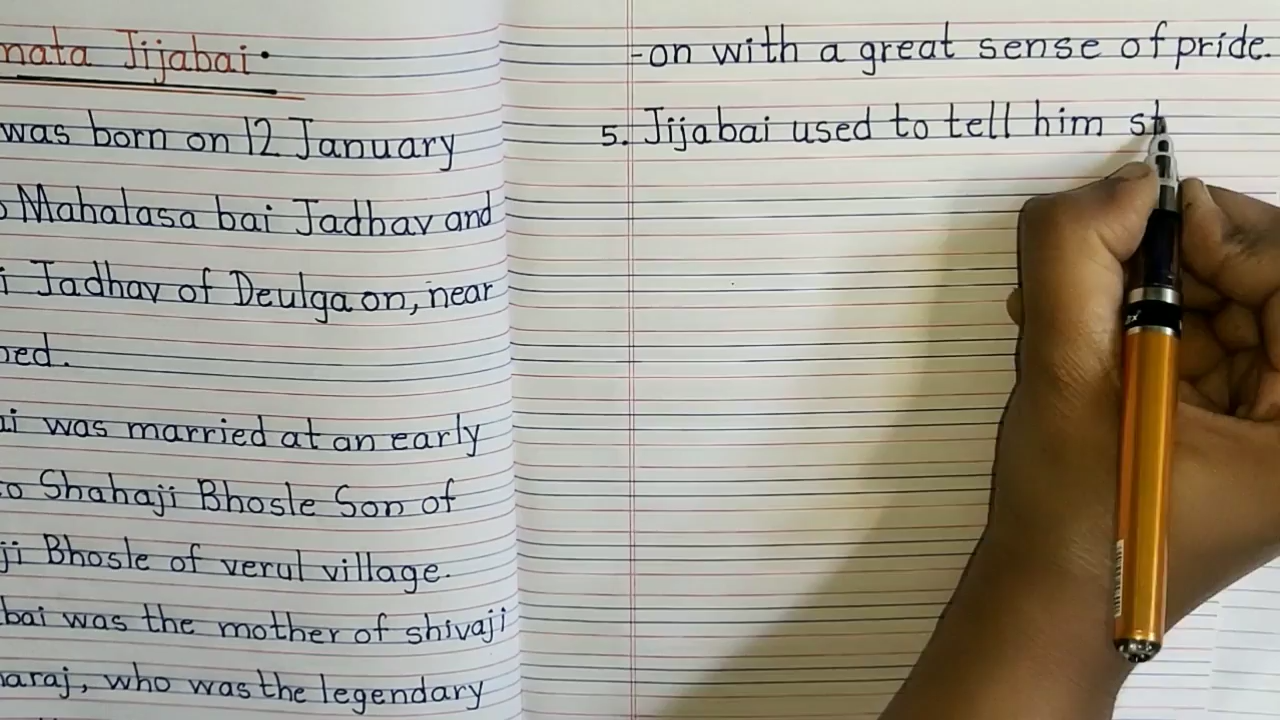 mata Jijabai.
was born on 12 January
Mahalasa bai Jadhav and
Jadhav of Deulgaon, near
was married at an early
Shahaji Bhosle Son of
ji Bhosle of verul village.
bai was the mother of shivaji
araj, who was the legendary
-on with a great sense of pride.
5. Jijabai used to tell him st